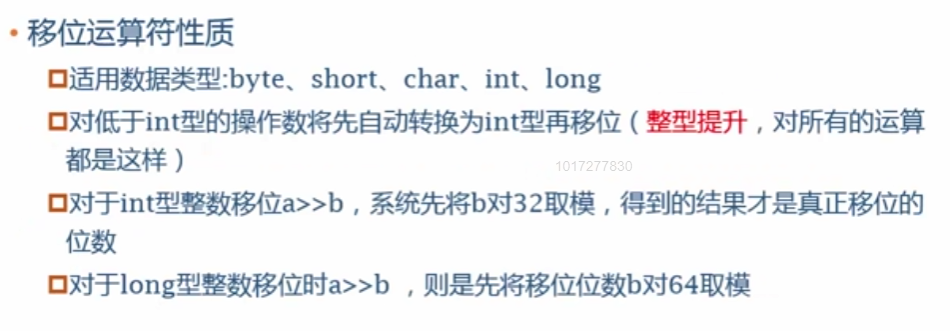 • 移位运算符性质
适用数据类型:byte、short、char、int、long
对低于int型的操作数将先自动转换为int型再移位（整型提升，对所有的运算
都是这样）
1017277830
对于int型整数移位a>>b，系统先将b对32取模，得到的结果才是真正移位的
位数
对于long型整数移位时a>>b ，则是先将移位位数b对64取模